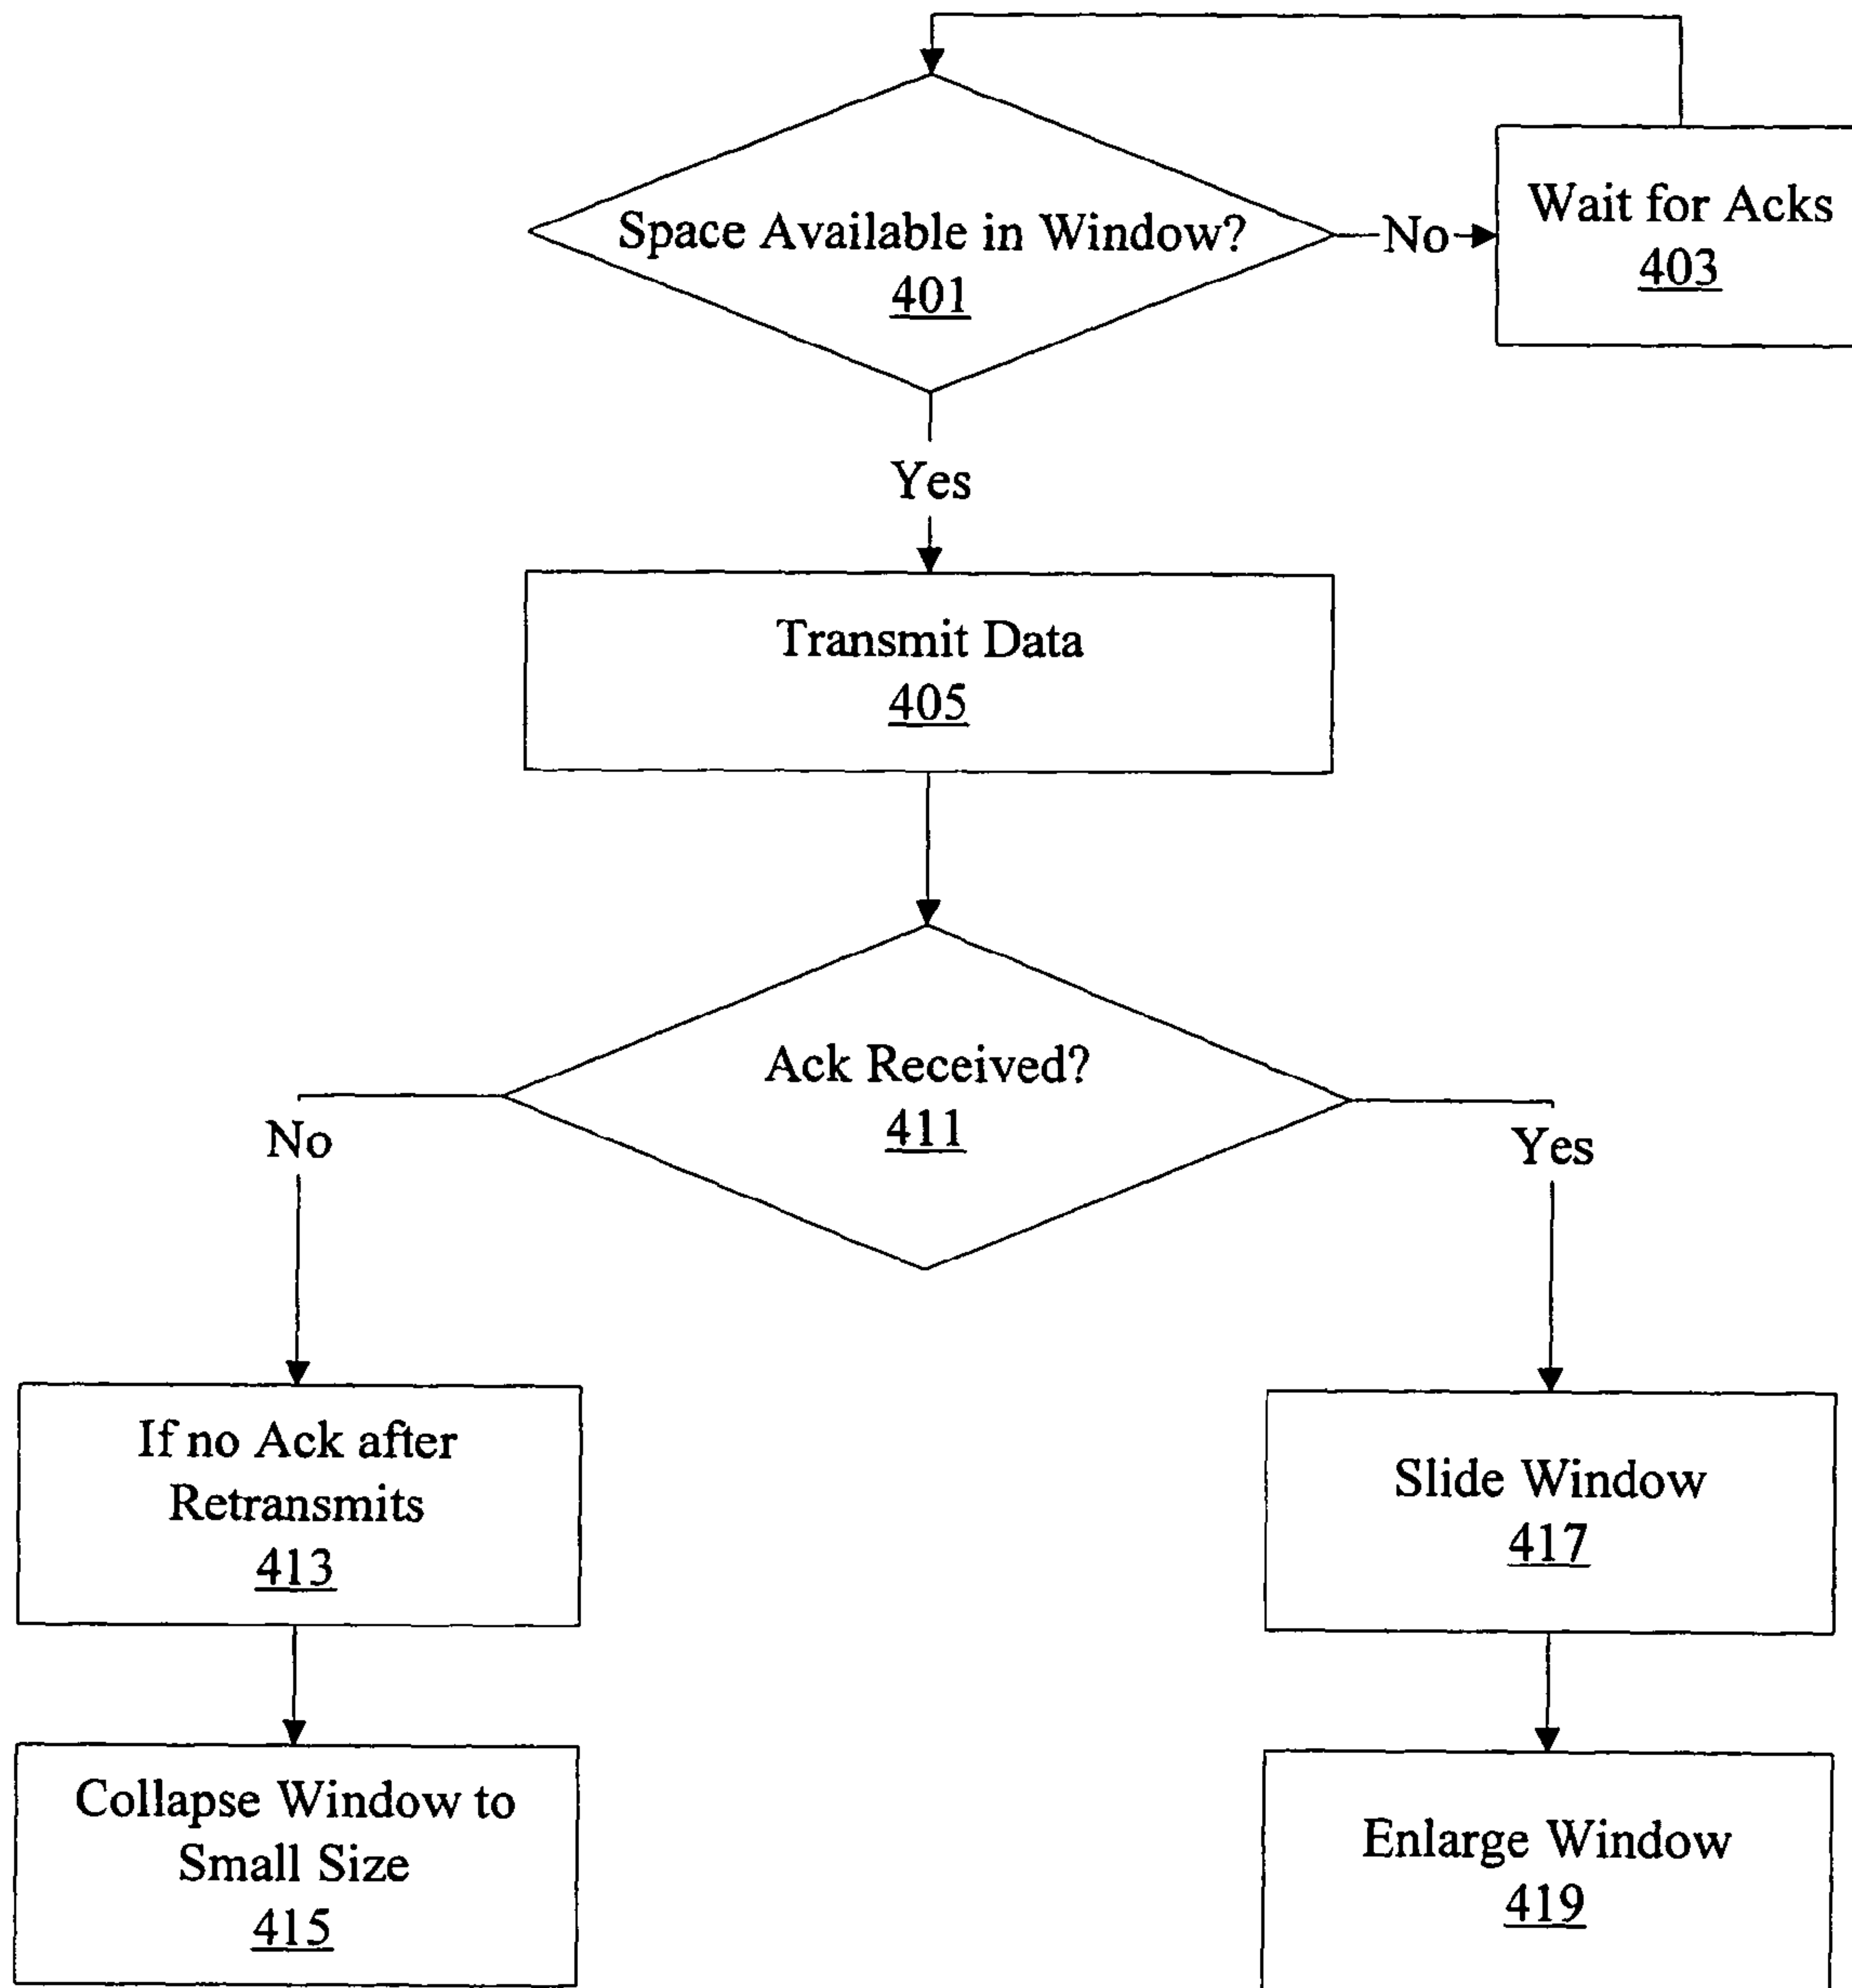 Space Available in Window?
401
No
Wait for Acks
403
Yes
Transmit Data
405
Ack Received?
411
No
Yes
If no Ack after
Retransmits
413
Slide Window
417
Collapse Window to
Small Size
415
Enlarge Window
419